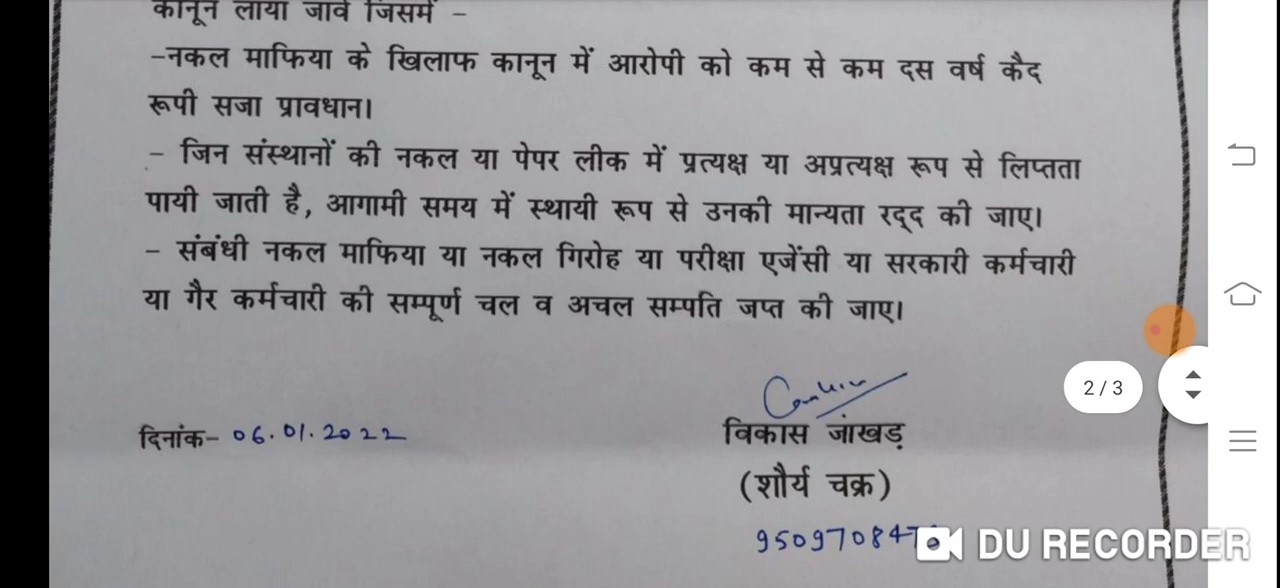 कानून लाया जावे जिसमें -
-नकल माफिया के खिलाफ कानून में आरोपी को कम से कम दस वर्ष कैद
रूपी सजा प्रावधान।
- जिन संस्थानों की नकल या पेपर लीक में प्रत्यक्ष या अप्रत्यक्ष रूप से लिप्तता
पायी जाती है, आगामी समय में स्थायी रूप से उनकी मान्यता रद्द की जाए।
- संबंधी नकल माफिया या नकल गिरोह या परीक्षा एजेंसी या सरकारी कर्मचारी
या गैर कर्मचारी की सम्पूर्ण चल व अचल सम्पति जप्त की जाए।
2/3
दिनांक- 06.01.2022
विकास जांखड़
(शौर्य चक्र)
DU RECORDER